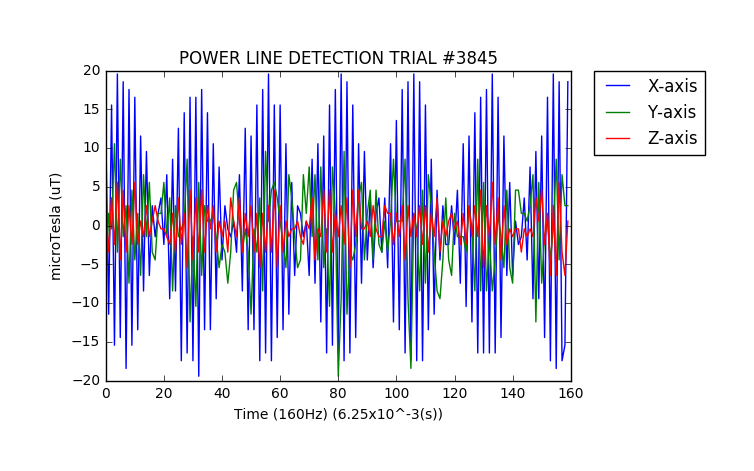 POWER LINE DETECTION TRIAL #3845
X-axis
Y-axis
Z-axis
20
15
10
5
0
−5
−10
−15
−20
microTesla (uT)
0 20 40 60 80 100 120 140 160
Time (160Hz) (6.25x10^-3(s))